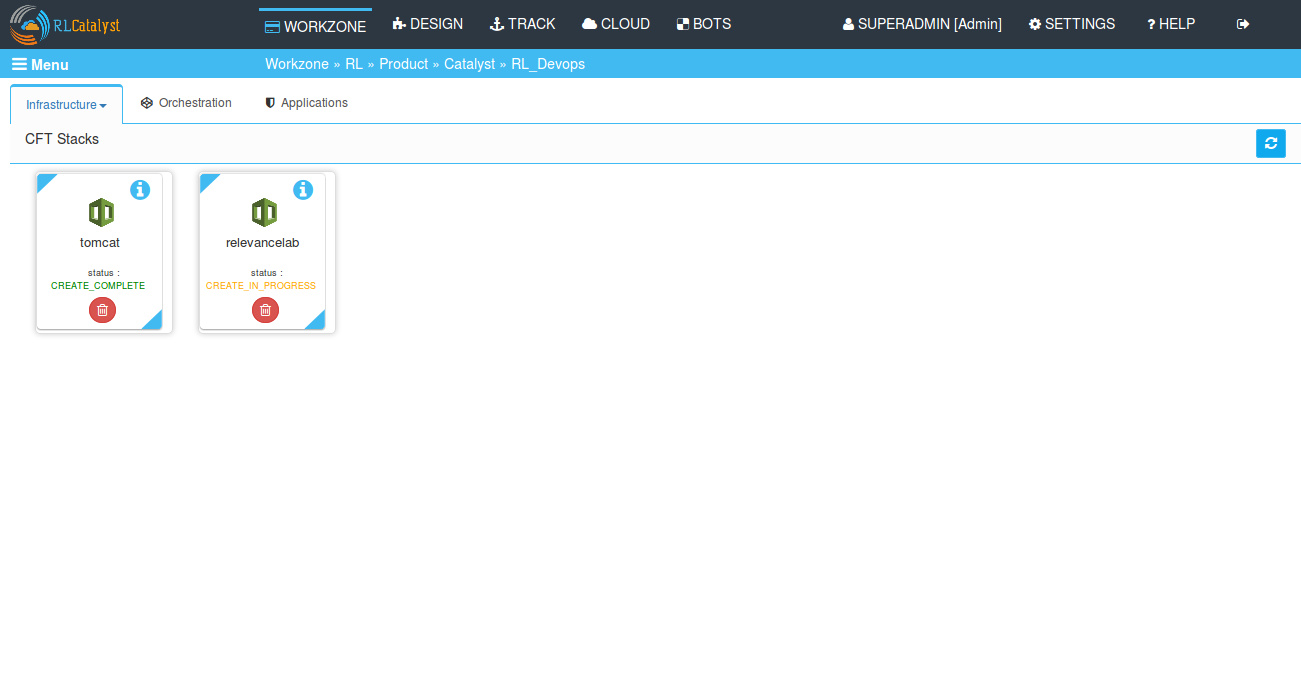 RLCatalyst
WORKZONE DESIGN TRACK CLOUD BOTS SUPERADMIN [Admin] SETTINGS ? HELP
Menu Workzone » RL » Product » Catalyst » RL_Devops
Infrastructure Orchestration Applications
CFT Stacks
tomcat
status :
CREATE_COMPLETE
relevancelab
status :
CREATE_IN_PROGRESS